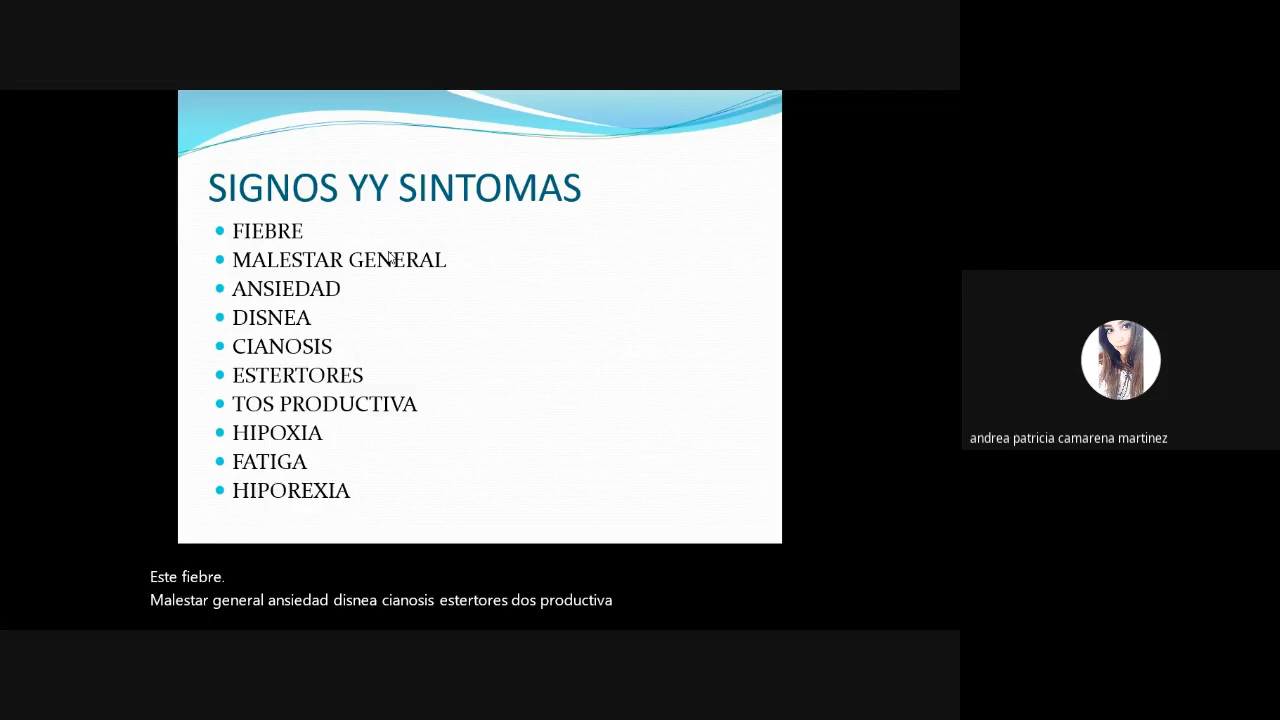 SIGNOS YY SINTOMAS
FIEBRE
MALESTAR GENERAL
ANSIEDAD
DISNEA
CIANOSIS
ESTERTORES
TOS PRODUCTIVA
HIPOXIA
FATIGA
HIPOREXIA
andrea patricia camarena martinez
Este fiebre.
Malestar general ansiedad disnea cianosis estertores dos productiva